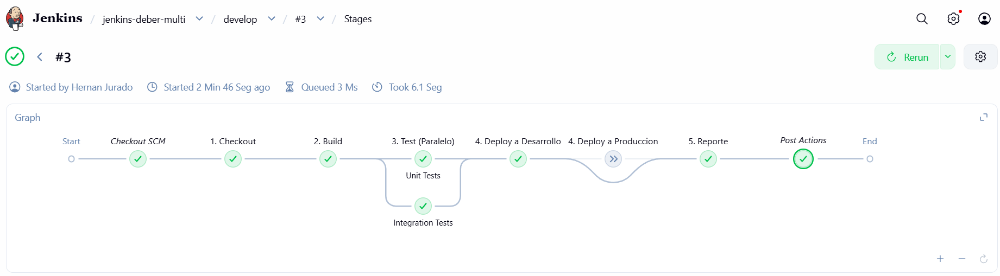 Jenkins / jenkins-deber-multi / develop / #3 / Stages
#3
Rerun
Started by Hernan Jurado Started 2 Min 46 Seg ago Queued 3 Ms Took 6.1 Seg
Graph
Start Checkout SCM 1. Checkout 2. Build 3. Test (Paralelo) 4. Deploy a Desarrollo 4. Deploy a Produccion 5. Reporte Post Actions End
Unit Tests
Integration Tests